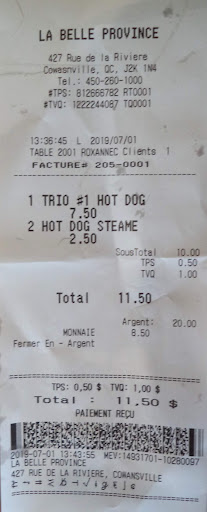 LA BELLE PROVINCE
427 Rue de la Riviere
Cowasnville, QC, J2K 1N4
Tel.: 450-260-1000
#TPS: 812666782 RT0001
#TVQ: 1222244087 TQ0001
13:36:45 L 2019/07/01
TABLE 2001 ROXANNEC Clients 1
FACTURE# 205-0001
1 TRIO #1 HOT DOG
7.50
2 HOT DOG STEAME
2.50
SousTotal 10.00
TPS 0.50
TVQ 1.00
Total 11.50
Argent: 20.00
MONNAIE 8.50
Fermer En - Argent
TPS: 0,50 $ TVQ: 1,00 $
Total : 11.50 $
PAIEMENT REÇU
2019-07-01 13:43:55 MEV:14931701-10280097
LA BELLE PROVINCE
427 RUE DE LA RIVIERE, COWANSVILLE